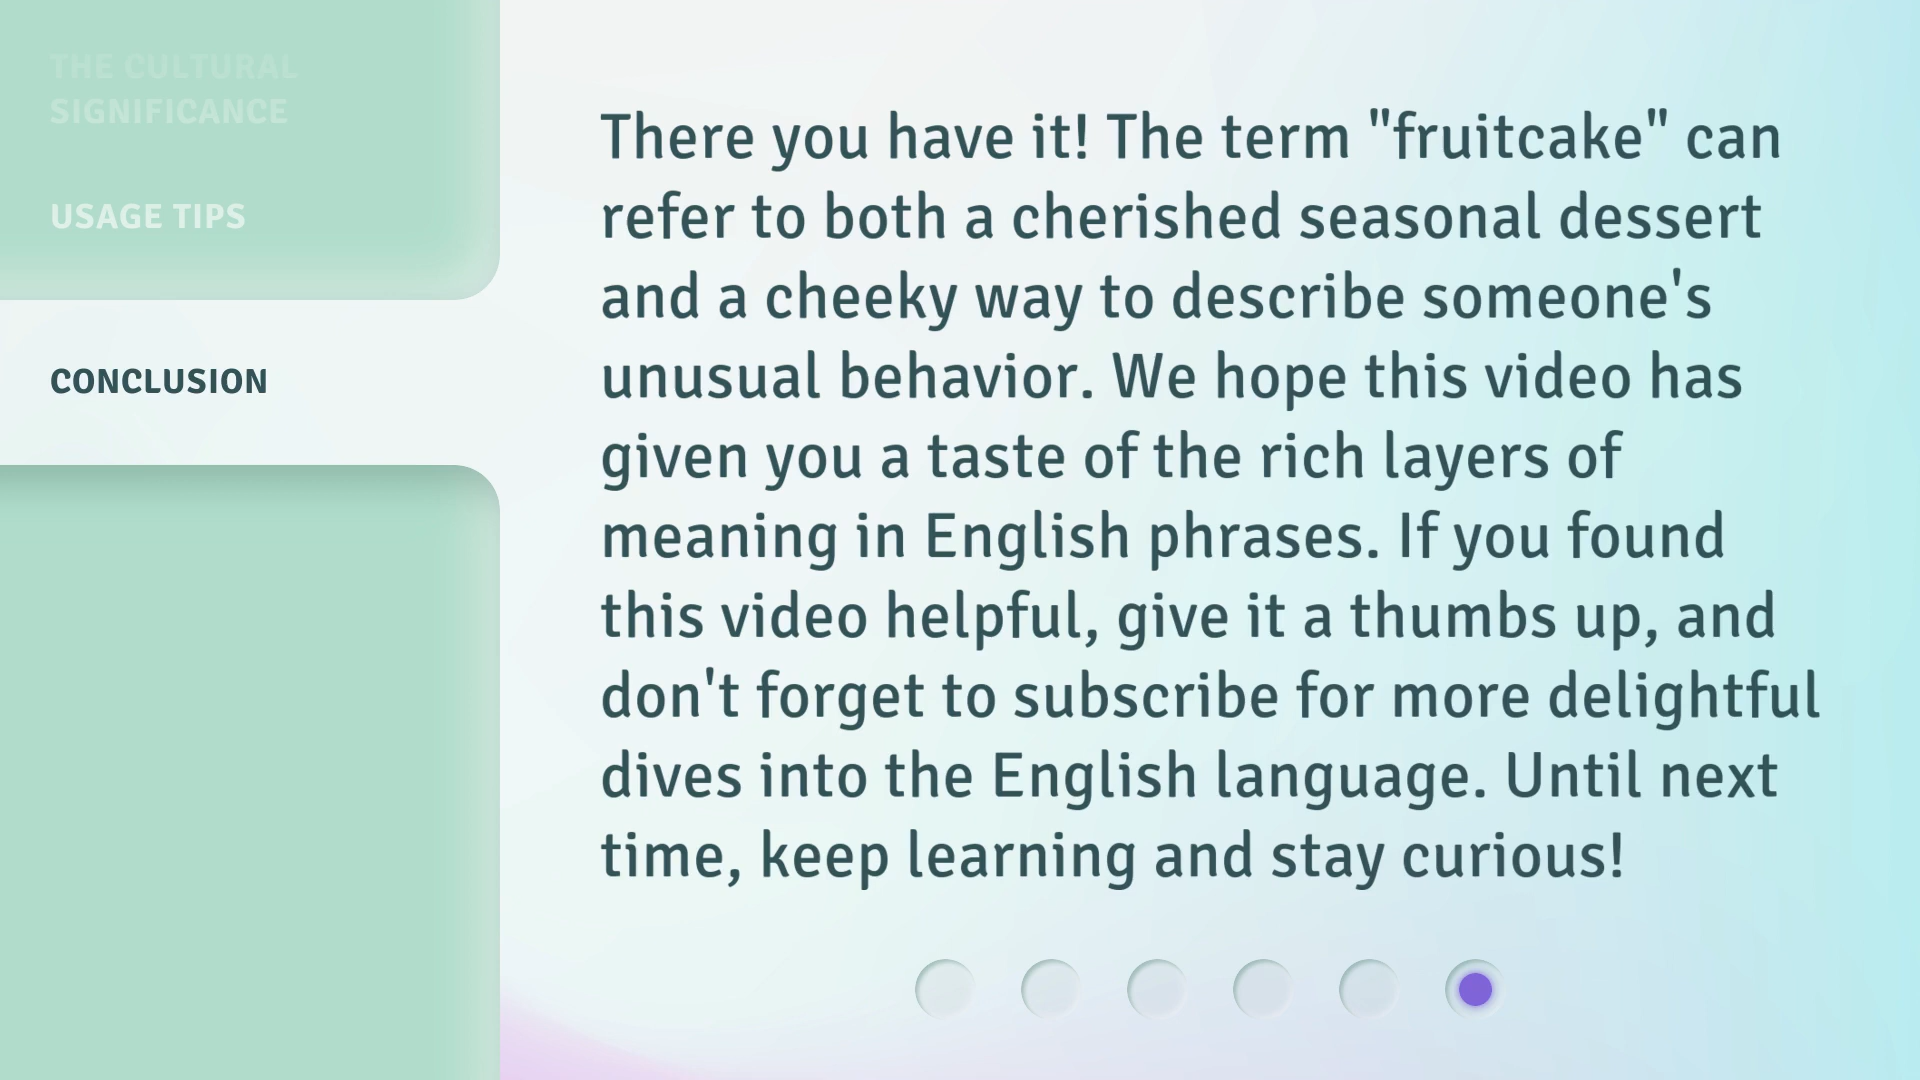 THE CULTURAL
SIGNIFICANCE
USAGE TIPS
CONCLUSION
There you have it! The term "fruitcake" can
refer to both a cherished seasonal dessert
and a cheeky way to describe someone's
unusual behavior. We hope this video has
given you a taste of the rich layers of
meaning in English phrases. If you found
this video helpful, give it a thumbs up, and
don't forget to subscribe for more delightful
dives into the English language. Until next
time, keep learning and stay curious!